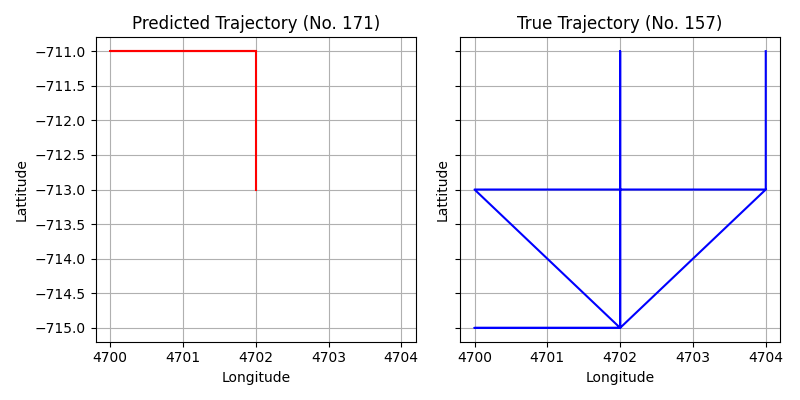 Predicted Trajectory (No. 171)
−711.0
−711.5
−712.0
−712.5
−713.0
−713.5
−714.0
−714.5
−715.0
Lattitude
4700 4701 4702 4703 4704
Longitude
True Trajectory (No. 157)
Lattitude
4700 4701 4702 4703 4704
Longitude